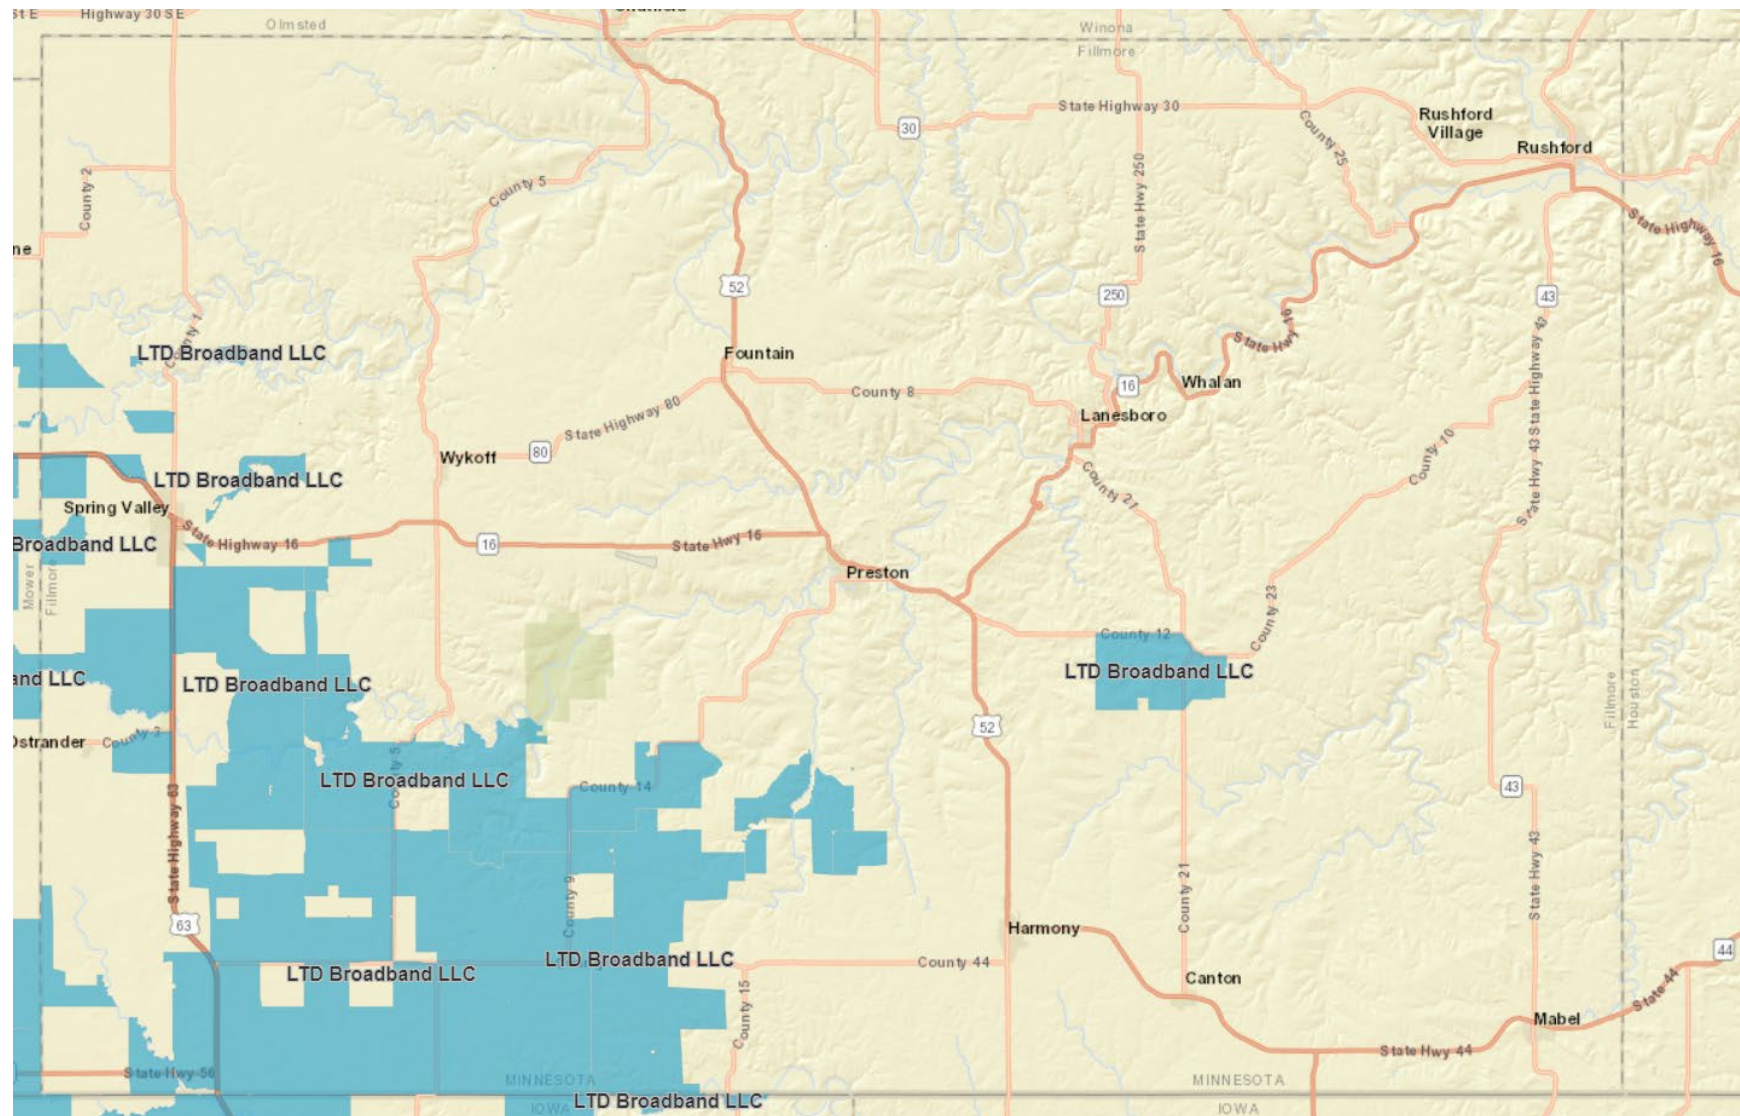 St E
Highway 30 SE
Olmsted
Winona
Fillmore
State Highway 30
30
Rushford
Village
Rushford
County 25
County 2
County 5
State Hwy 250
State Highway 16
ne
52
250
43
County 1
LTD Broadband LLC
Fountain
State Hwy
16
State Highway 43
County 8
16
Whalan
Lanesboro
State Highway 80
80
Wykoff
County 10
State Hwy 43
LTD Broadband LLC
Spring Valley
County 21
State Highway 16
16
State Hwy 16
Broadband LLC
Preston
Mower
Fillmore
County 23
County 12
LTD Broadband LLC
and LLC
LTD Broadband LLC
Fillmore
Houston
52
Ostrander
County 3
County 5
LTD Broadband LLC
County 14
43
State Highway 63
County 9
County 21
State Hwy 43
63
Harmony
44
LTD Broadband LLC
County 44
LTD Broadband LLC
Canton
State 44
County 15
Mabel
State Hwy 44
State Hwy 56
MINNESOTA
MINNESOTA
LTD Broadband LLC
IOWA
IOWA